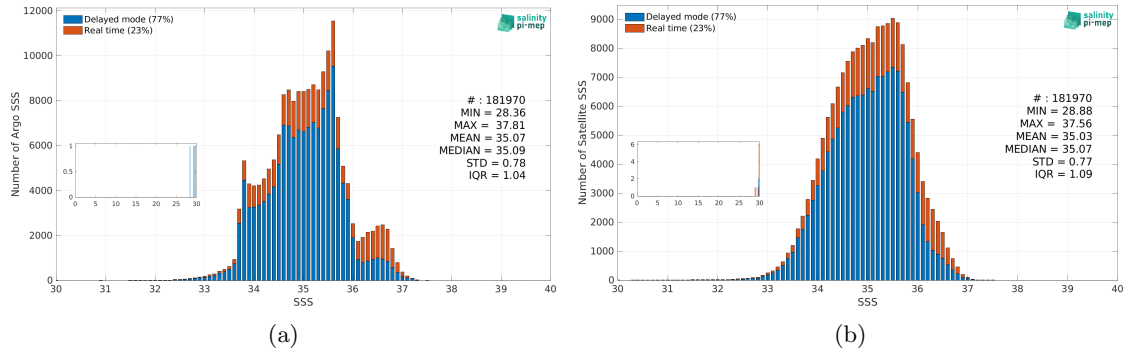 Delayed mode (77%)
Real time (23%)
salinity
pi-mep
12000
10000
8000
6000
4000
2000
0
Number of Argo SSS
# : 181970
MIN = 28.36
MAX = 37.81
MEAN = 35.07
MEDIAN = 35.09
STD = 0.78
IQR = 1.04
1
0.5
0
0 5 10 15 20 25 30
30 31 32 33 34 35 36 37 38 39 40
SSS
(a)
Delayed mode (77%)
Real time (23%)
salinity
pi-mep
9000
8000
7000
6000
5000
4000
3000
2000
1000
0
Number of Satellite SSS
# : 181970
MIN = 28.88
MAX = 37.56
MEAN = 35.03
MEDIAN = 35.07
STD = 0.77
IQR = 1.09
6
4
2
0
0 5 10 15 20 25 30
30 31 32 33 34 35 36 37 38 39 40
SSS
(b)